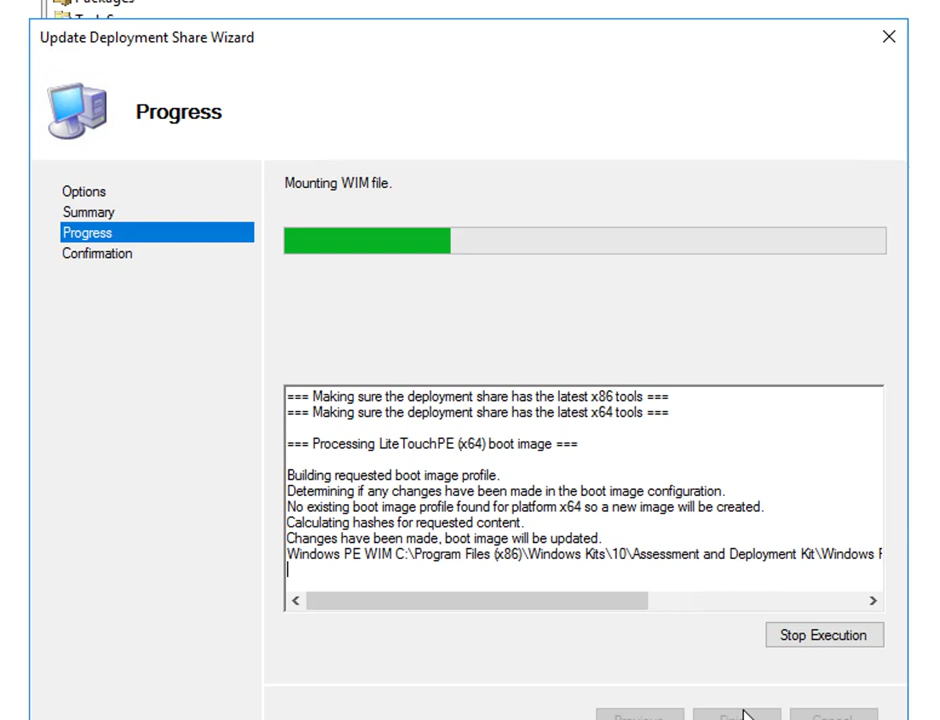 Packages
Update Deployment Share Wizard
Progress
Options
Summary
Progress
Confirmation
Mounting WIM file.
=== Making sure the deployment share has the latest x86 tools ===
=== Making sure the deployment share has the latest x64 tools ===
=== Processing LiteTouchPE (x64) boot image ===
Building requested boot image profile.
Determining if any changes have been made in the boot image configuration.
No existing boot image profile found for platform x64 so a new image will be created.
Calculating hashes for requested content.
Changes have been made, boot image will be updated.
Windows PE WIM C:\Program Files (x86)\Windows Kits\10\Assessment and Deployment Kit\Windows P
Stop Execution
Previous
Cancel